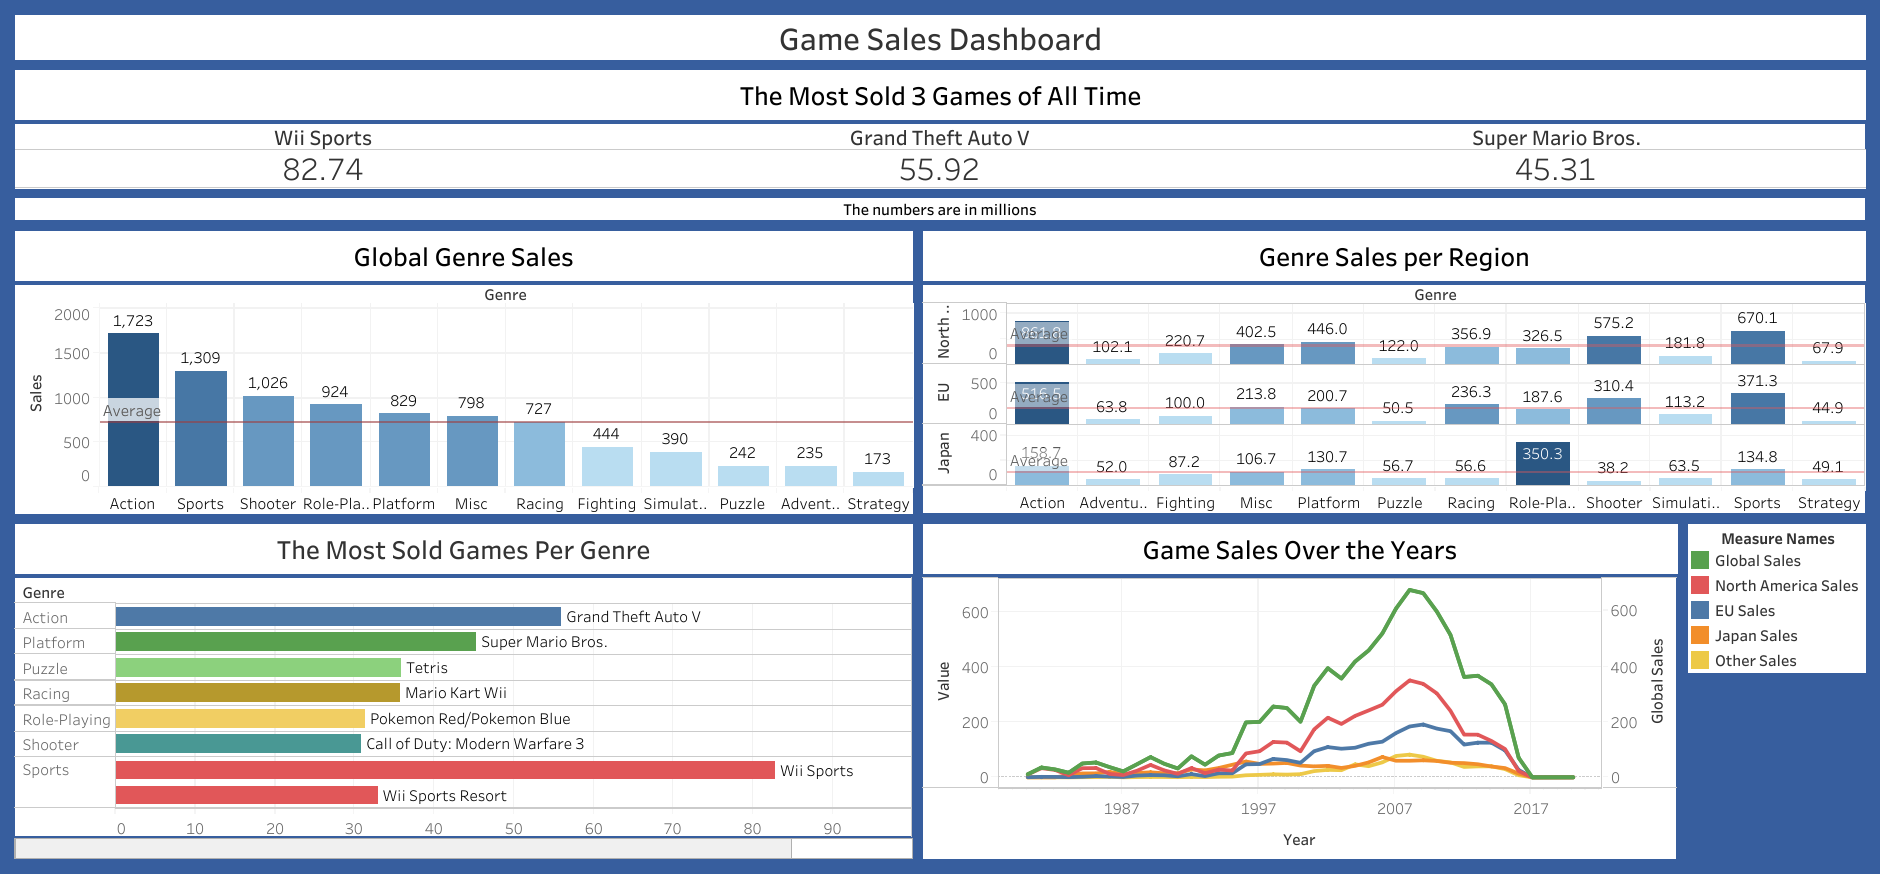 Game Sales Dashboard
The Most Sold 3 Games of All Time
Wii Sports Grand Theft Auto V Super Mario Bros.
82.74 55.92 45.31
The numbers are in millions
Global Genre Sales
Genre
Sales
2000
1500
1000
500
0
1,723 1,309 1,026 924 829 798 727 444 390 242 235 173
Average
Action Sports Shooter Role-Pla.. Platform Misc Racing Fighting Simulat.. Puzzle Advent.. Strategy
Genre Sales per Region
Genre
North..
1000
0
861.8 102.1 220.7 402.5 446.0 122.0 356.9 326.5 575.2 181.8 670.1 67.9
Average
EU
500
0
516.5 63.8 100.0 213.8 200.7 50.5 236.3 187.6 310.4 113.2 371.3 44.9
Average
Japan
400
0
158.7 52.0 87.2 106.7 130.7 56.7 56.6 350.3 38.2 63.5 134.8 49.1
Average
Action Adventu.. Fighting Misc Platform Puzzle Racing Role-Pla.. Shooter Simulati.. Sports Strategy
The Most Sold Games Per Genre
Genre
Action Grand Theft Auto V
Platform Super Mario Bros.
Puzzle Tetris
Racing Mario Kart Wii
Role-Playing Pokemon Red/Pokemon Blue
Shooter Call of Duty: Modern Warfare 3
Sports Wii Sports
Wii Sports Resort
0 10 20 30 40 50 60 70 80 90
Game Sales Over the Years
Value
600
400
200
0
600
400
200
0
Global Sales
1987 1997 2007 2017
Year
Measure Names
Global Sales
North America Sales
EU Sales
Japan Sales
Other Sales